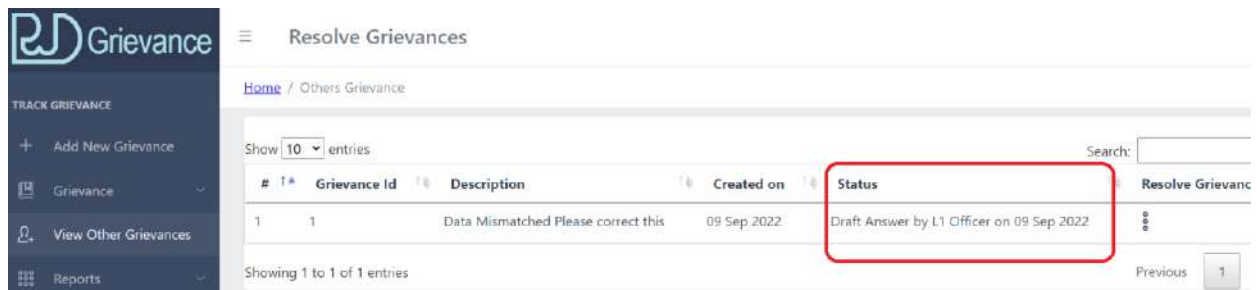 RD Grievance
Resolve Grievances
Home / Others Grievance
TRACK GRIEVANCE
+ Add New Grievance
Grievance
View Other Grievances
Reports
Show 10 entries
Search:
# Grievance Id Description Created on Status Resolve Grievanc
1 1 Data Mismatched Please correct this 09 Sep 2022 Draft Answer by L1 Officer on 09 Sep 2022
Showing 1 to 1 of 1 entries
Previous 1